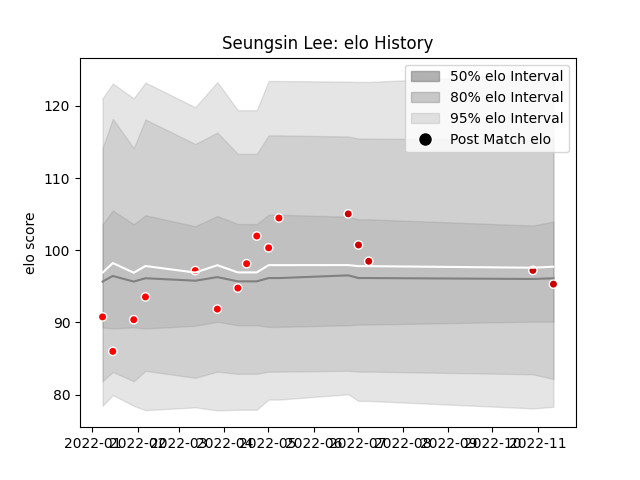 Seungsin Lee: elo History
50% elo Interval
80% elo Interval
95% elo Interval
Post Match elo
elo score
120
110
100
90
80
2022-01 2022-02 2022-03 2022-04 2022-05 2022-06 2022-07 2022-08 2022-09 2022-10 2022-11